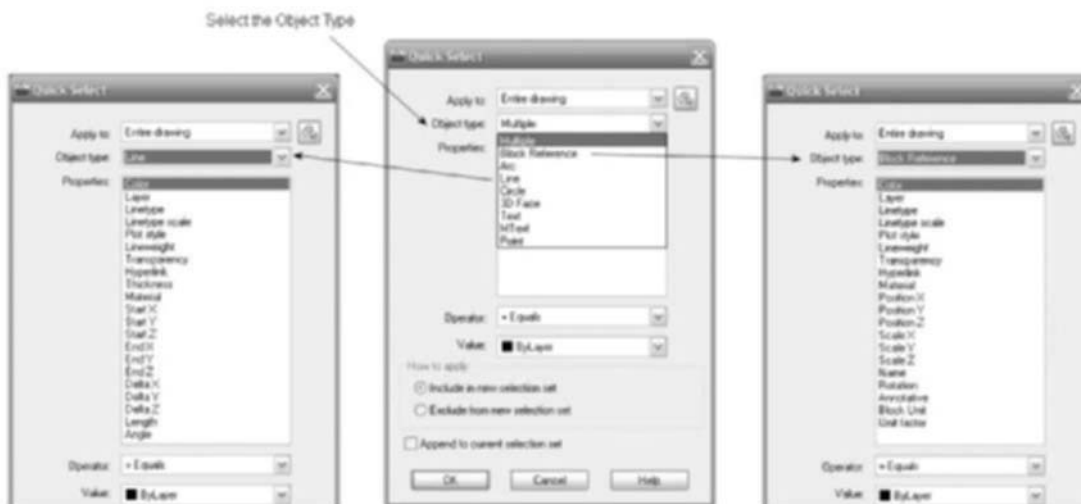 Select the Object Type
Quick Select
Apply to: Entire drawing
Object type: Line
Properties: Color
Layer
Linetype
Linetype scale
Plot style
Lineweight
Transparency
Hyperlink
Thickness
Material
Start X
Start Y
Start Z
End X
End Y
End Z
Delta X
Delta Y
Delta Z
Length
Angle
Operator: = Equals
Value: ByLayer
Quick Select
Apply to: Entire drawing
Object type: Multiple
Properties: Multiple
Block Reference
Arc
Line
Circle
3D Face
Text
MText
Point
Operator: = Equals
Value: ByLayer
How to apply:
Include in new selection set
Exclude from new selection set
Append to current selection set
OK Cancel Help
Quick Select
Apply to: Entire drawing
Object type: Block Reference
Properties: Color
Layer
Linetype
Linetype scale
Plot style
Lineweight
Transparency
Hyperlink
Material
Position X
Position Y
Position Z
Scale X
Scale Y
Scale Z
Name
Rotation
Annotative
Block Unit
Unit factor
Operator: = Equals
Value: ByLayer